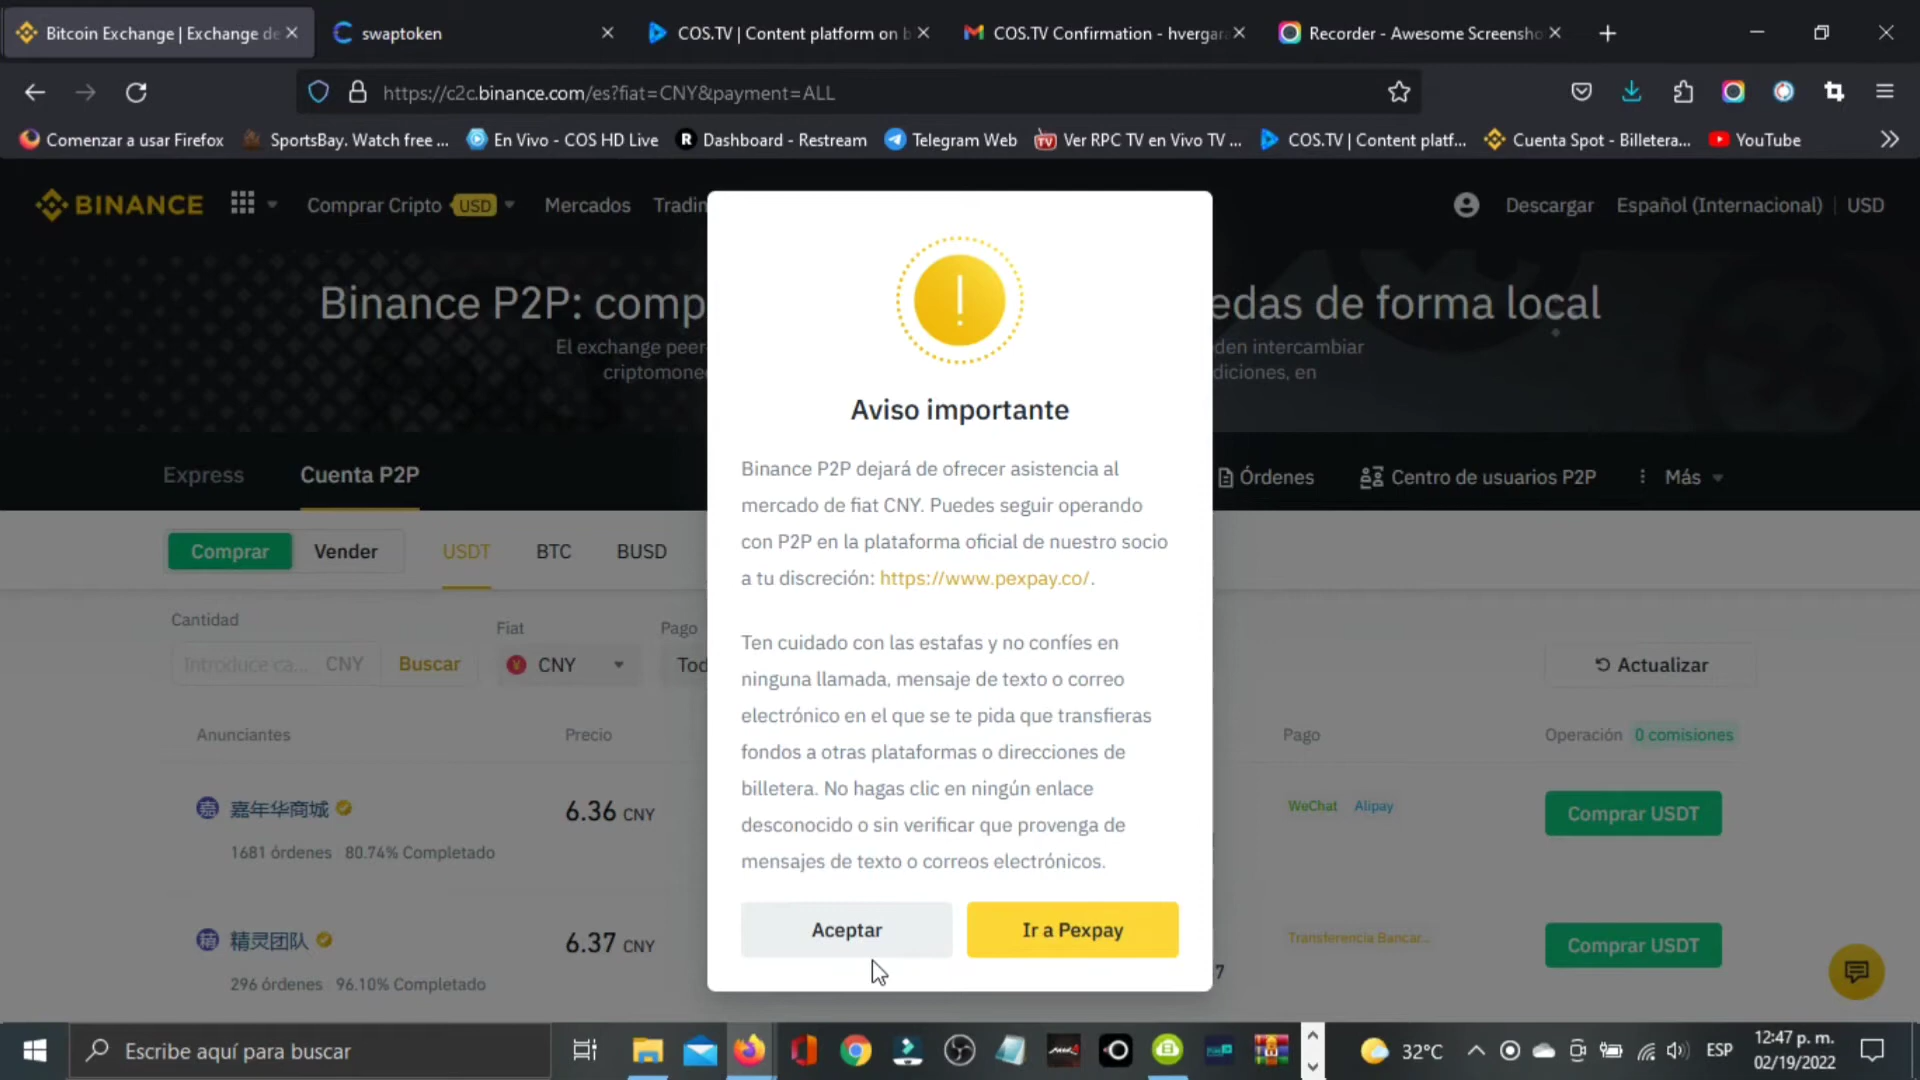 Bitcoin Exchange | Exchange de
swaptoken
COS.TV | Content platform on b
COS.TV Confirmation - hvergar
Recorder - Awesome Screensho
https://c2c.binance.com/es?fiat=CNY&payment=ALL
Comenzar a usar Firefox
SportsBay. Watch free ...
En Vivo - COS HD Live
Dashboard - Restream
Telegram Web
Ver RPC TV en Vivo TV ...
COS.TV | Content platf...
Cuenta Spot - Billetera...
YouTube
BINANCE
Comprar Cripto USD
Mercados
Tradin
Descargar
Español (Internacional)
USD
Binance P2P: comp
edas de forma local
El exchange peer
den intercambiar
criptomone
diciones, en
Aviso importante
Binance P2P dejará de ofrecer asistencia al
mercado de fiat CNY. Puedes seguir operando
con P2P en la plataforma oficial de nuestro socio
a tu discreción: https://www.pexpay.co/.
Ten cuidado con las estafas y no confíes en
ninguna llamada, mensaje de texto o correo
electrónico en el que se te pida que transfieras
fondos a otras plataformas o direcciones de
billetera. No hagas clic en ningún enlace
desconocido o sin verificar que provenga de
mensajes de texto o correos electrónicos.
Aceptar
Ir a Pexpay
Express
Cuenta P2P
Órdenes
Centro de usuarios P2P
Más
Comprar
Vender
USDT
BTC
BUSD
Cantidad
Fiat
Pago
Introduce ca... CNY
Buscar
CNY
Tod
Actualizar
Anunciantes
Precio
Pago
Operación 0 comisiones
嘉年华商城
6.36 CNY
WeChat Alipay
Comprar USDT
1681 órdenes 80.74% Completado
精灵团队
6.37 CNY
Transferencia Bancar...
Comprar USDT
296 órdenes 96.10% Completado
7
Escribe aquí para buscar
32°C
ESP
12:47 p. m.
02/19/2022